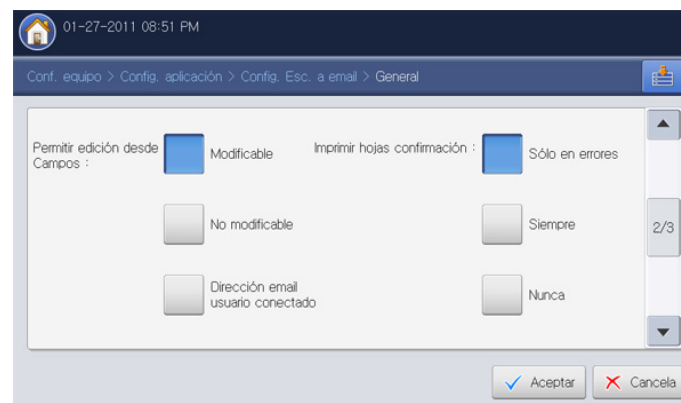 01-27-2011 08:51 PM
Conf. equipo > Config. aplicación > Config. Esc. a email > General
Permitir edición desde
Campos :
Modificable
Imprimir hojas confirmación :
Sólo en errores
No modificable
Siempre
2/3
Dirección email
usuario conectado
Nunca
Aceptar
Cancela